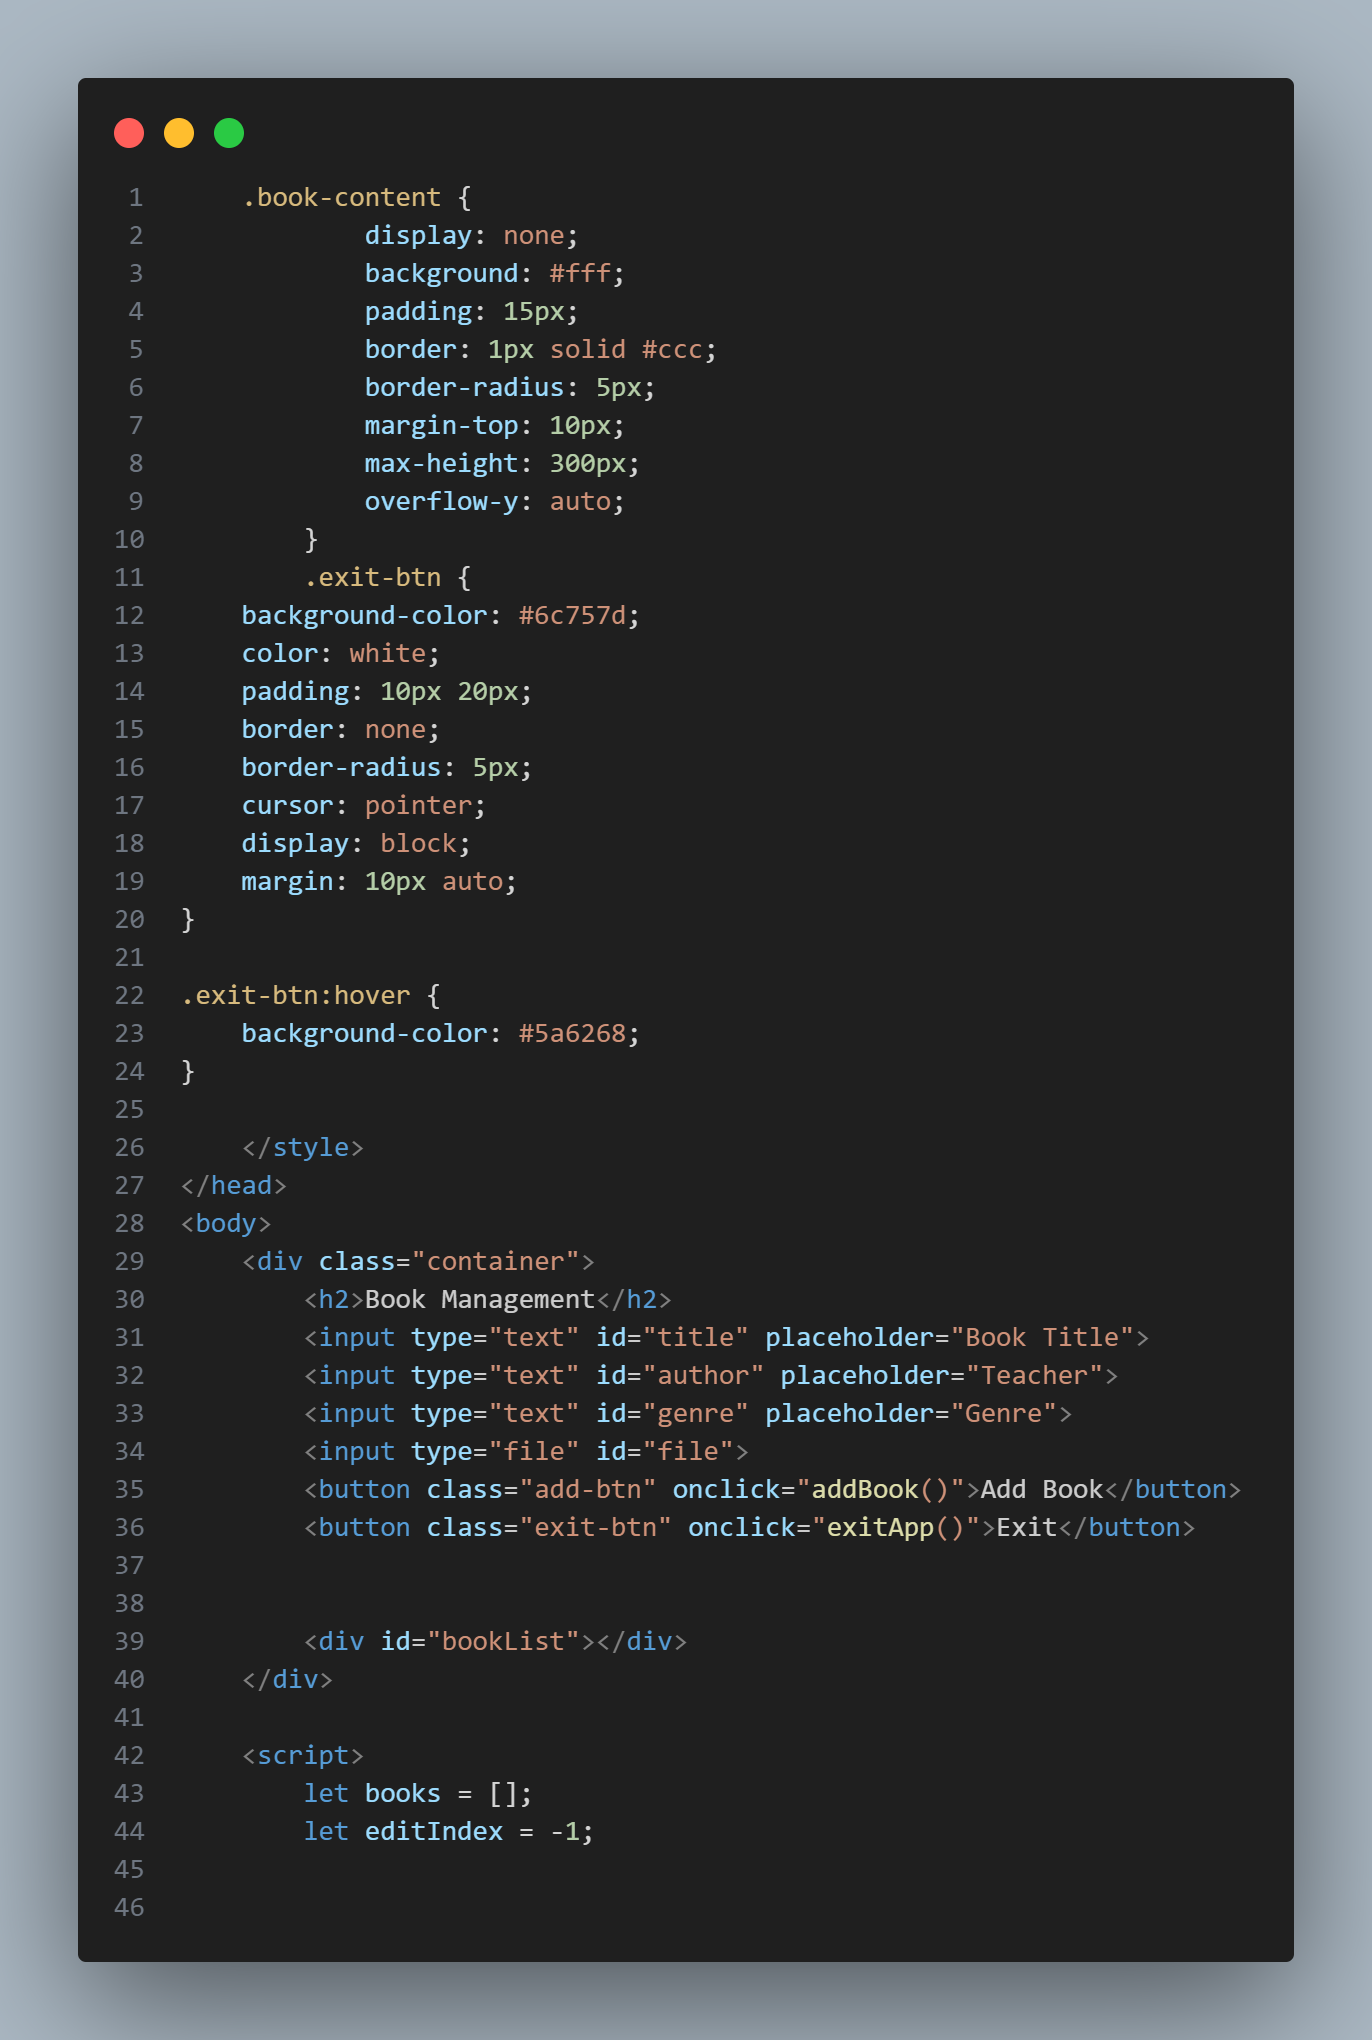 1 .book-content {
2 display: none;
3 background: #fff;
4 padding: 15px;
5 border: 1px solid #ccc;
6 border-radius: 5px;
7 margin-top: 10px;
8 max-height: 300px;
9 overflow-y: auto;
10 }
11 .exit-btn {
12 background-color: #6c757d;
13 color: white;
14 padding: 10px 20px;
15 border: none;
16 border-radius: 5px;
17 cursor: pointer;
18 display: block;
19 margin: 10px auto;
20 }
21
22 .exit-btn:hover {
23 background-color: #5a6268;
24 }
25
26 </style>
27 </head>
28 <body>
29 <div class="container">
30 <h2>Book Management</h2>
31 <input type="text" id="title" placeholder="Book Title">
32 <input type="text" id="author" placeholder="Teacher">
33 <input type="text" id="genre" placeholder="Genre">
34 <input type="file" id="file">
35 <button class="add-btn" onclick="addBook()">Add Book</button>
36 <button class="exit-btn" onclick="exitApp()">Exit</button>
37
38
39 <div id="bookList"></div>
40 </div>
41
42 <script>
43 let books = [];
44 let editIndex = -1;
45
46